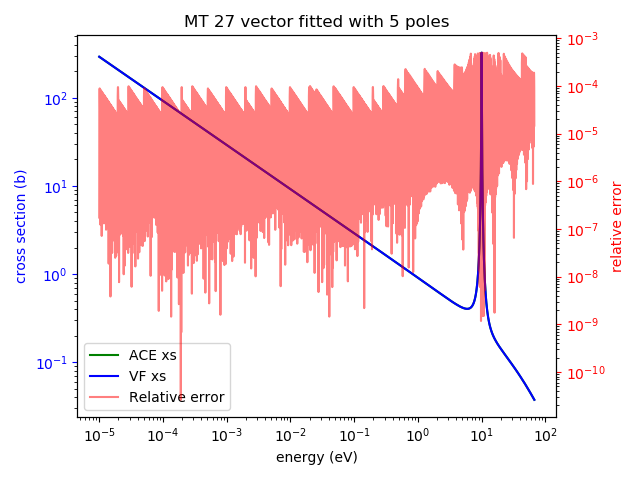 MT 27 vector fitted with 5 poles
cross section (b)
10²
10¹
10⁰
10⁻¹
10⁻³
10⁻⁴
10⁻⁵
10⁻⁶
10⁻⁷
10⁻⁸
10⁻⁹
10⁻¹⁰
relative error
ACE xs
VF xs
Relative error
10⁻⁵ 10⁻⁴ 10⁻³ 10⁻² 10⁻¹ 10⁰ 10¹ 10²
energy (eV)